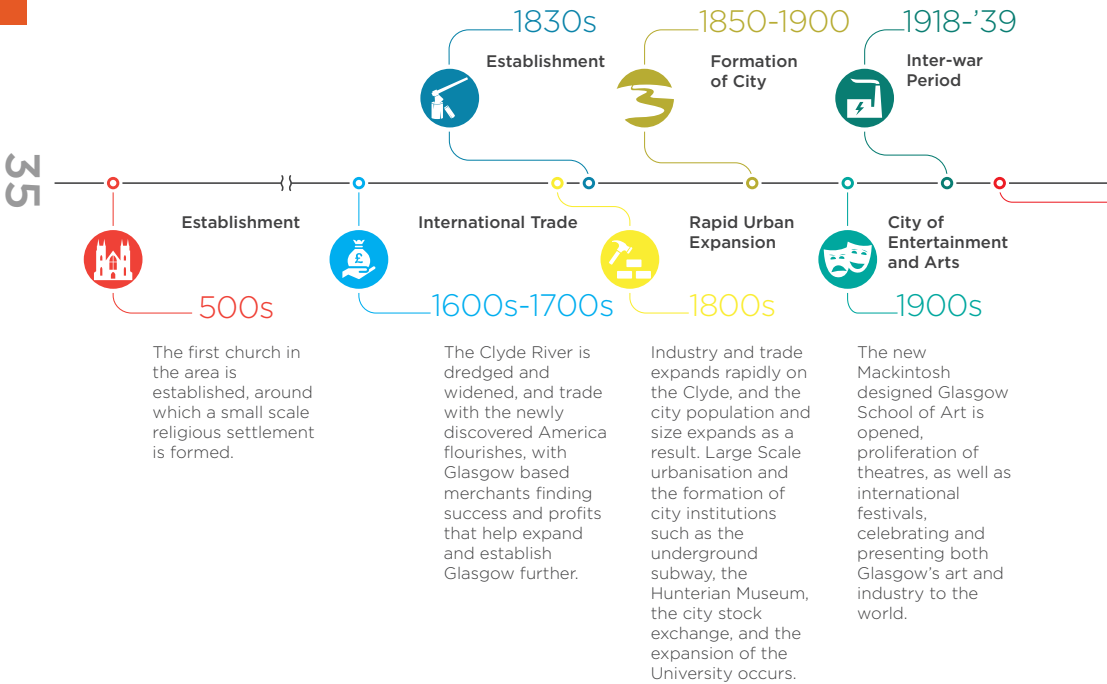 35
1830s
Establishment
1850-1900
Formation
of City
1918-'39
Inter-war
Period
Establishment
500s
The first church in
the area is
established, around
which a small scale
religious settlement
is formed.
International Trade
£
1600s-1700s
The Clyde River is
dredged and
widened, and trade
with the newly
discovered America
flourishes, with
Glasgow based
merchants finding
success and profits
that help expand
and establish
Glasgow further.
Rapid Urban
Expansion
1800s
Industry and trade
expands rapidly on
the Clyde, and the
city population and
size expands as a
result. Large Scale
urbanisation and
the formation of
city institutions
such as the
underground
subway, the
Hunterian Museum,
the city stock
exchange, and the
expansion of the
University occurs.
City of
Entertainment
and Arts
1900s
The new
Mackintosh
designed Glasgow
School of Art is
opened,
proliferation of
theatres, as well as
international
festivals,
celebrating and
presenting both
Glasgow's art and
industry to the
world.